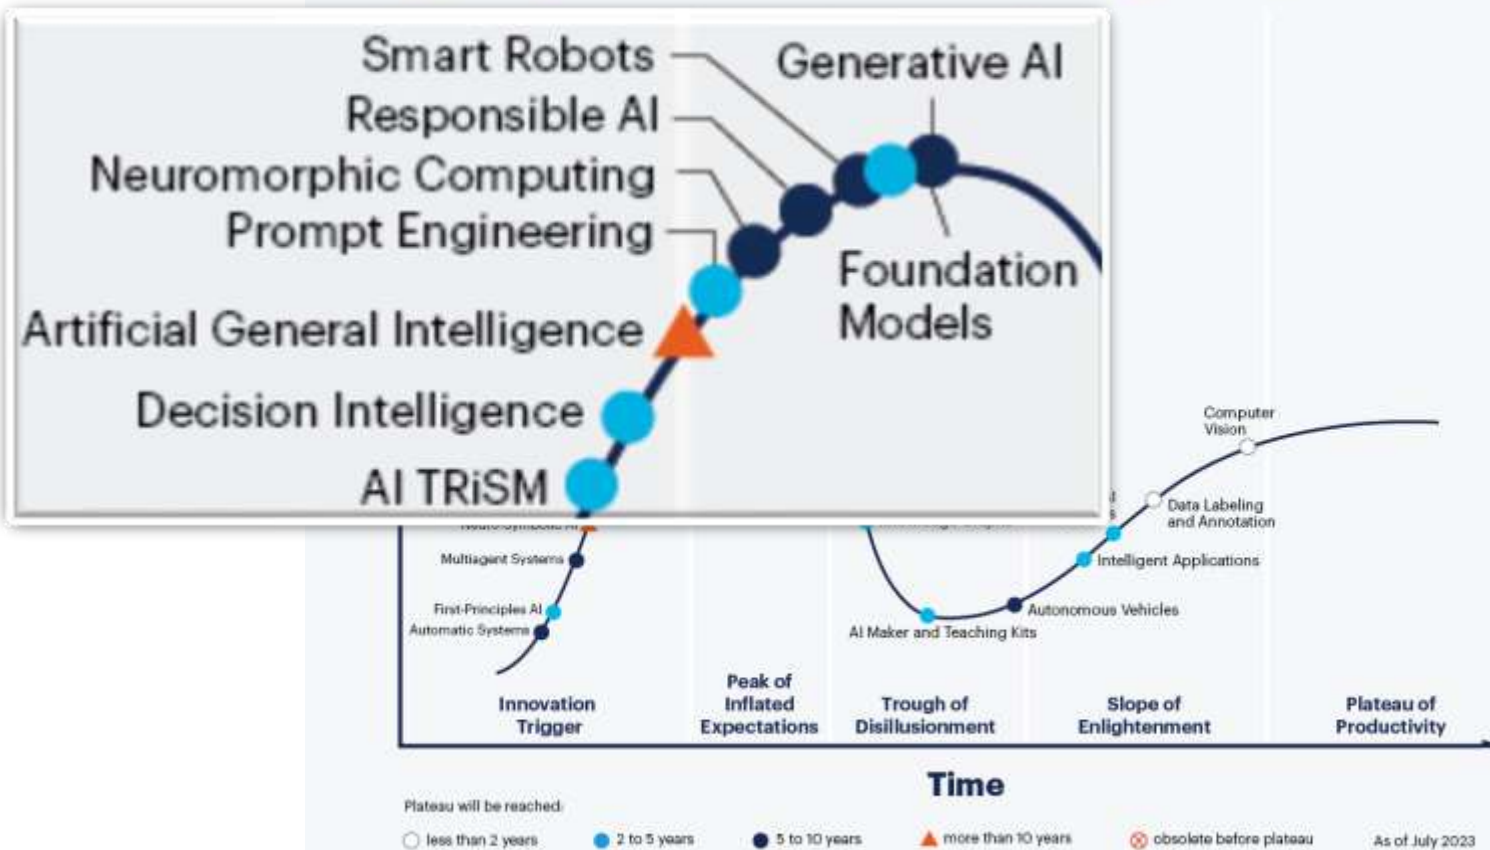 Smart Robots
Generative AI
Responsible AI
Neuromorphic Computing
Prompt Engineering
Foundation
Models
Artificial General Intelligence
Decision Intelligence
AI TRiSM
Computer
Vision
Data Labeling
and Annotation
Multiagent Systems
Intelligent Applications
First-Principles AI
Autonomous Vehicles
Automatic Systems
AI Maker and Teaching Kits
Innovation
Trigger
Peak of
Inflated
Expectations
Trough of
Disillusionment
Slope of
Enlightenment
Plateau of
Productivity
Time
Plateau will be reached:
less than 2 years
2 to 5 years
5 to 10 years
more than 10 years
obsolete before plateau
As of July 2023